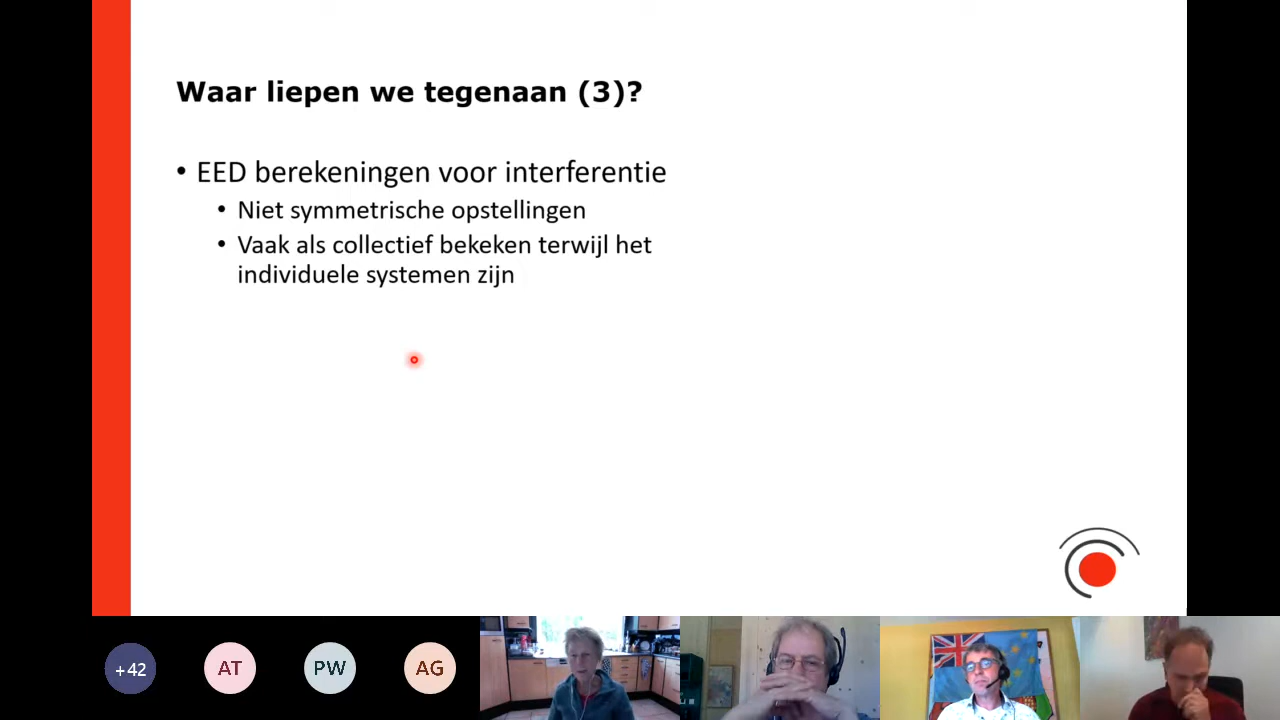 Waar liepen we tegenaan (3)?
• EED berekeningen voor interferentie
• Niet symmetrische opstellingen
• Vaak als collectief bekeken terwijl het
individuele systemen zijn
+42
AT
PW
AG